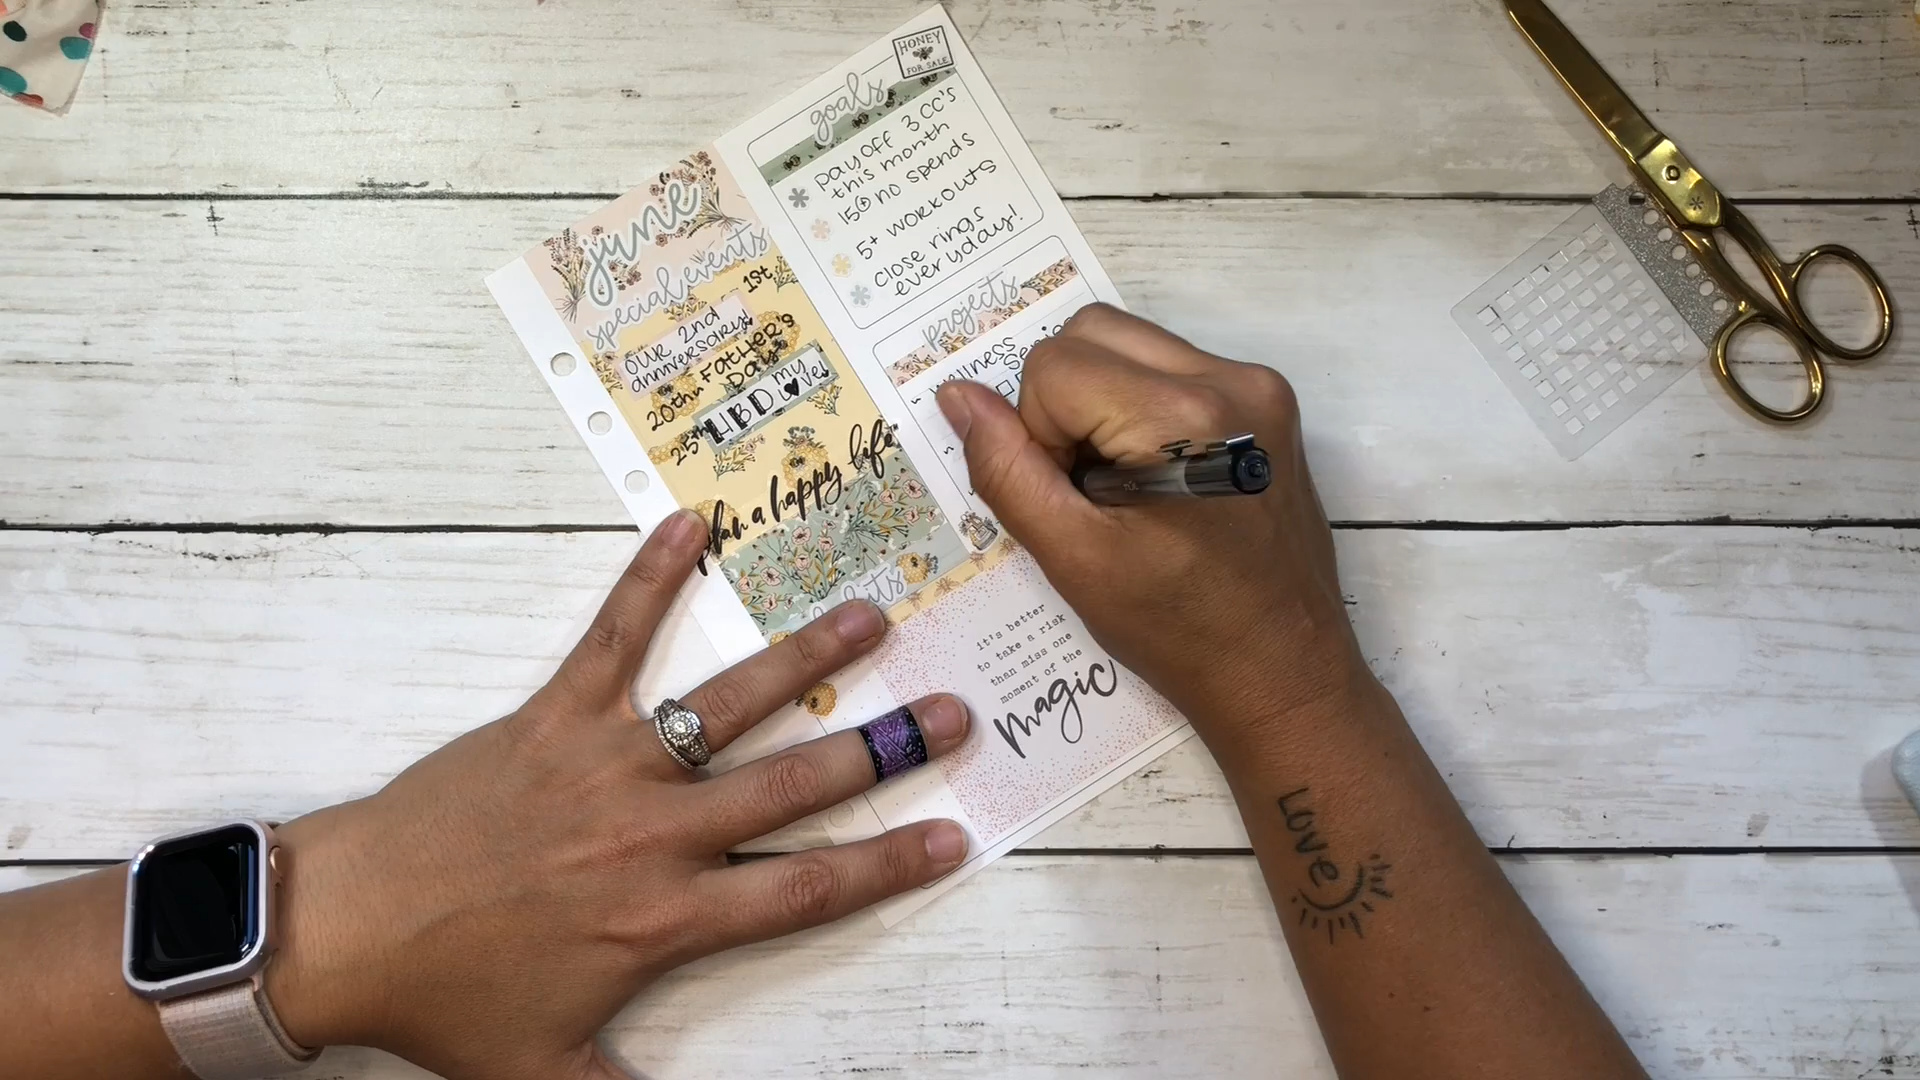 june
special events
1st
our 2nd
anniversary
20th Father's
Day
25th HBD my
love
plan a happy life
HONEY
FOR SALE
goals
pay off 3 CC's
this month
15+ no spends
5+ workouts
close rings
everyday!
projects
wellness
it's better
to take a risk
than miss one
moment of the
magic
Love